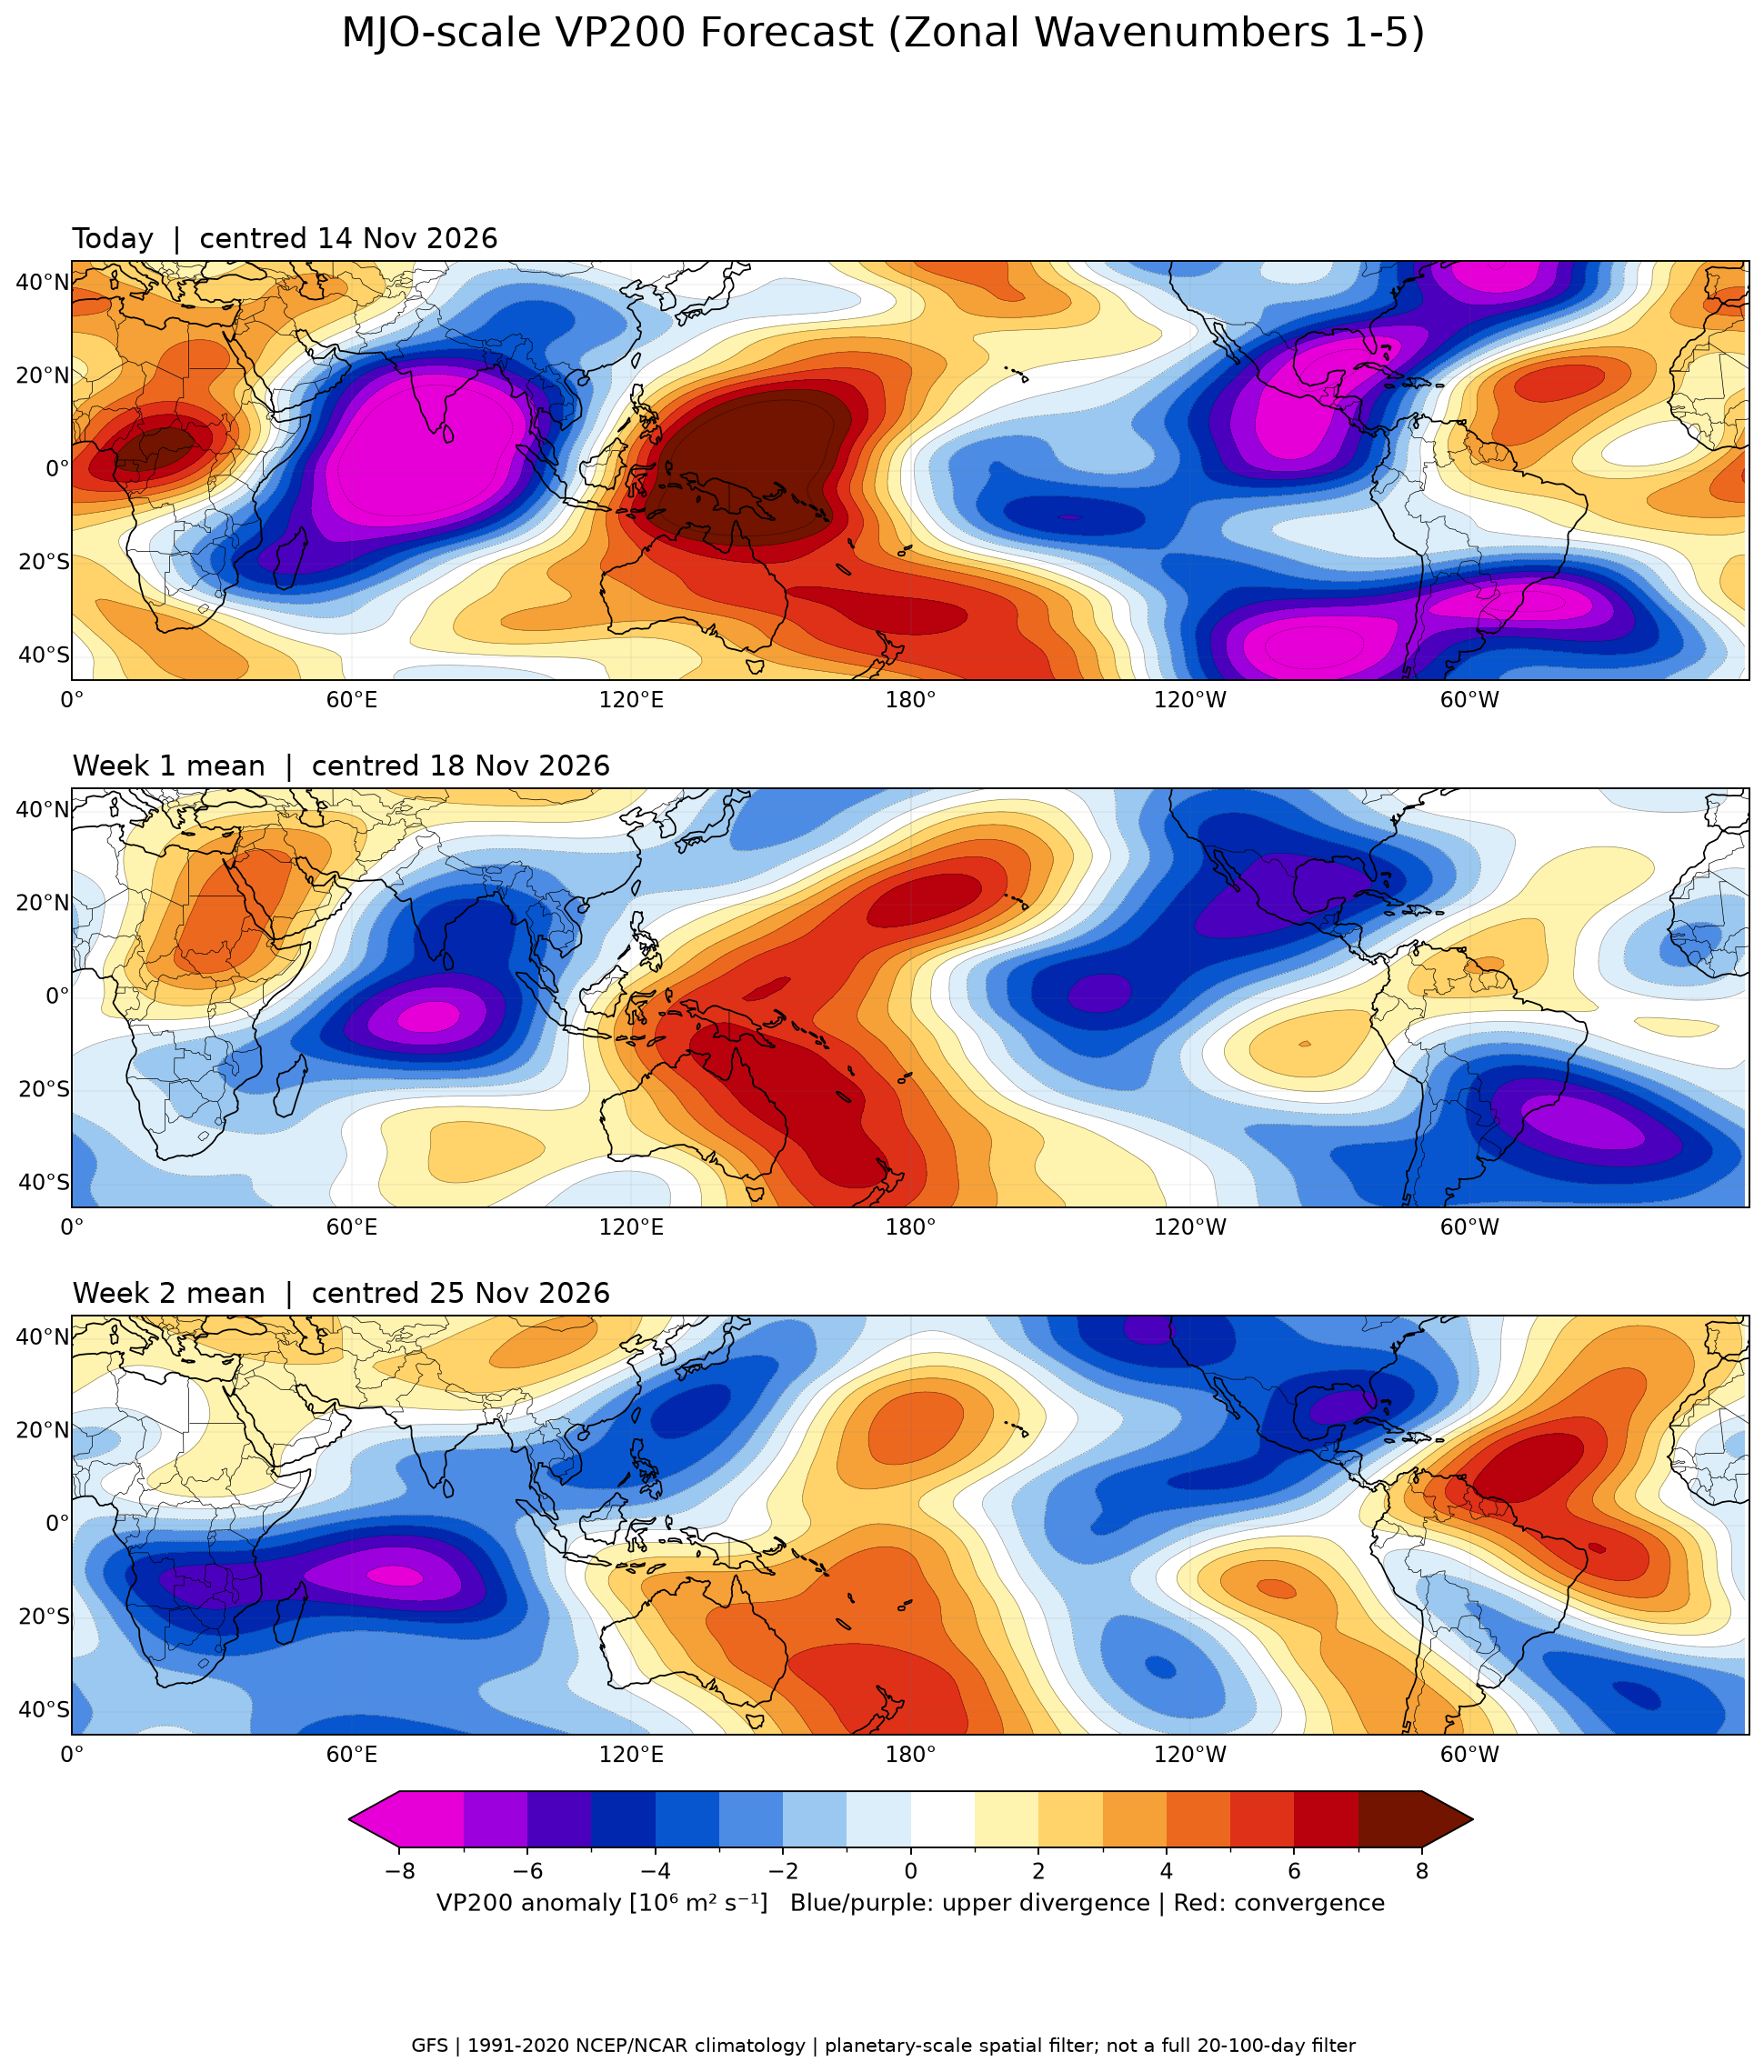 MJO-scale VP200 Forecast (Zonal Wavenumbers 1-5)
Today | centred 14 Nov 2026
40°N
20°N
0°
20°S
40°S
0° 60°E 120°E 180° 120°W 60°W
Week 1 mean | centred 18 Nov 2026
40°N
20°N
0°
20°S
40°S
0° 60°E 120°E 180° 120°W 60°W
Week 2 mean | centred 25 Nov 2026
40°N
20°N
0°
20°S
40°S
0° 60°E 120°E 180° 120°W 60°W
−8 −6 −4 −2 0 2 4 6 8
VP200 anomaly [10⁶ m² s⁻¹] Blue/purple: upper divergence | Red: convergence
GFS | 1991-2020 NCEP/NCAR climatology | planetary-scale spatial filter; not a full 20-100-day filter